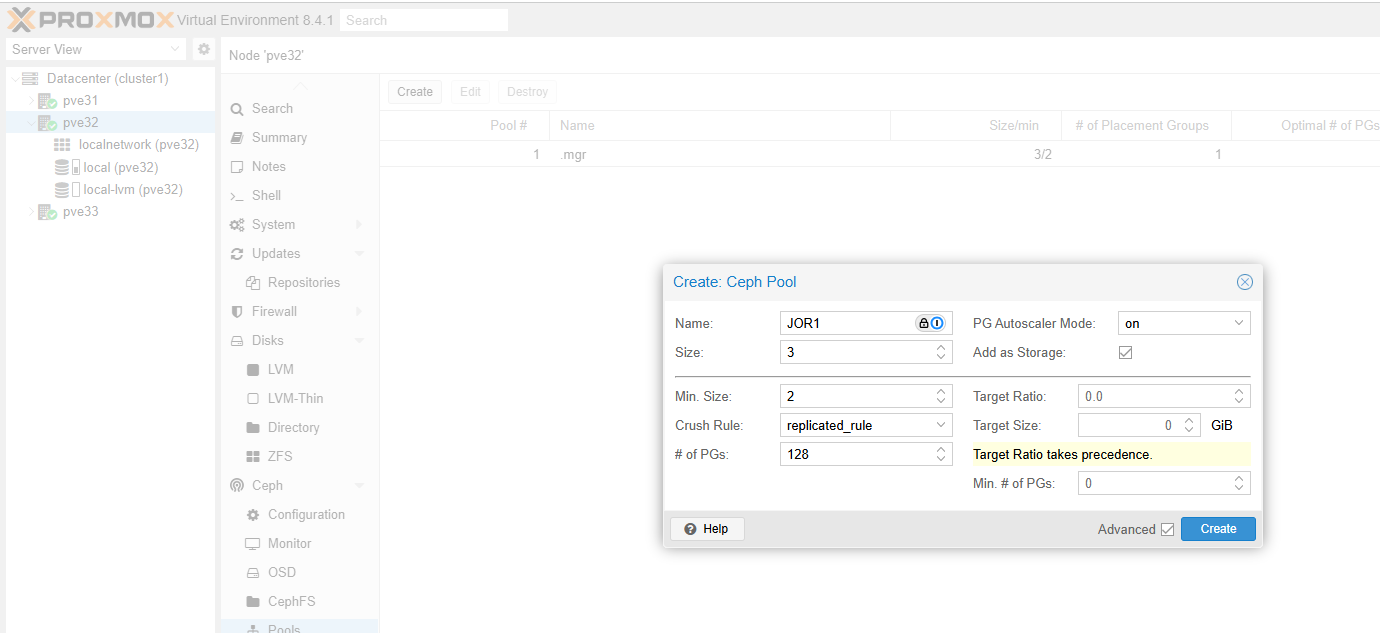 PROXMOX Virtual Environment 8.4.1 Search
Server View
Node 'pve32'
Datacenter (cluster1)
pve31
pve32
localnetwork (pve32)
local (pve32)
local-lvm (pve32)
pve33
Search
Summary
Notes
Shell
System
Updates
Repositories
Firewall
Disks
LVM
LVM-Thin
Directory
ZFS
Ceph
Configuration
Monitor
OSD
CephFS
Pools
Create Edit Destroy
Pool # Name Size/min # of Placement Groups Optimal # of PGs
1 .mgr 3/2 1
Create: Ceph Pool
Name: JOR1 PG Autoscaler Mode: on
Size: 3 Add as Storage:
Min. Size: 2 Target Ratio: 0.0
Crush Rule: replicated_rule Target Size: 0 GiB
# of PGs: 128 Target Ratio takes precedence.
Min. # of PGs: 0
Help Advanced Create